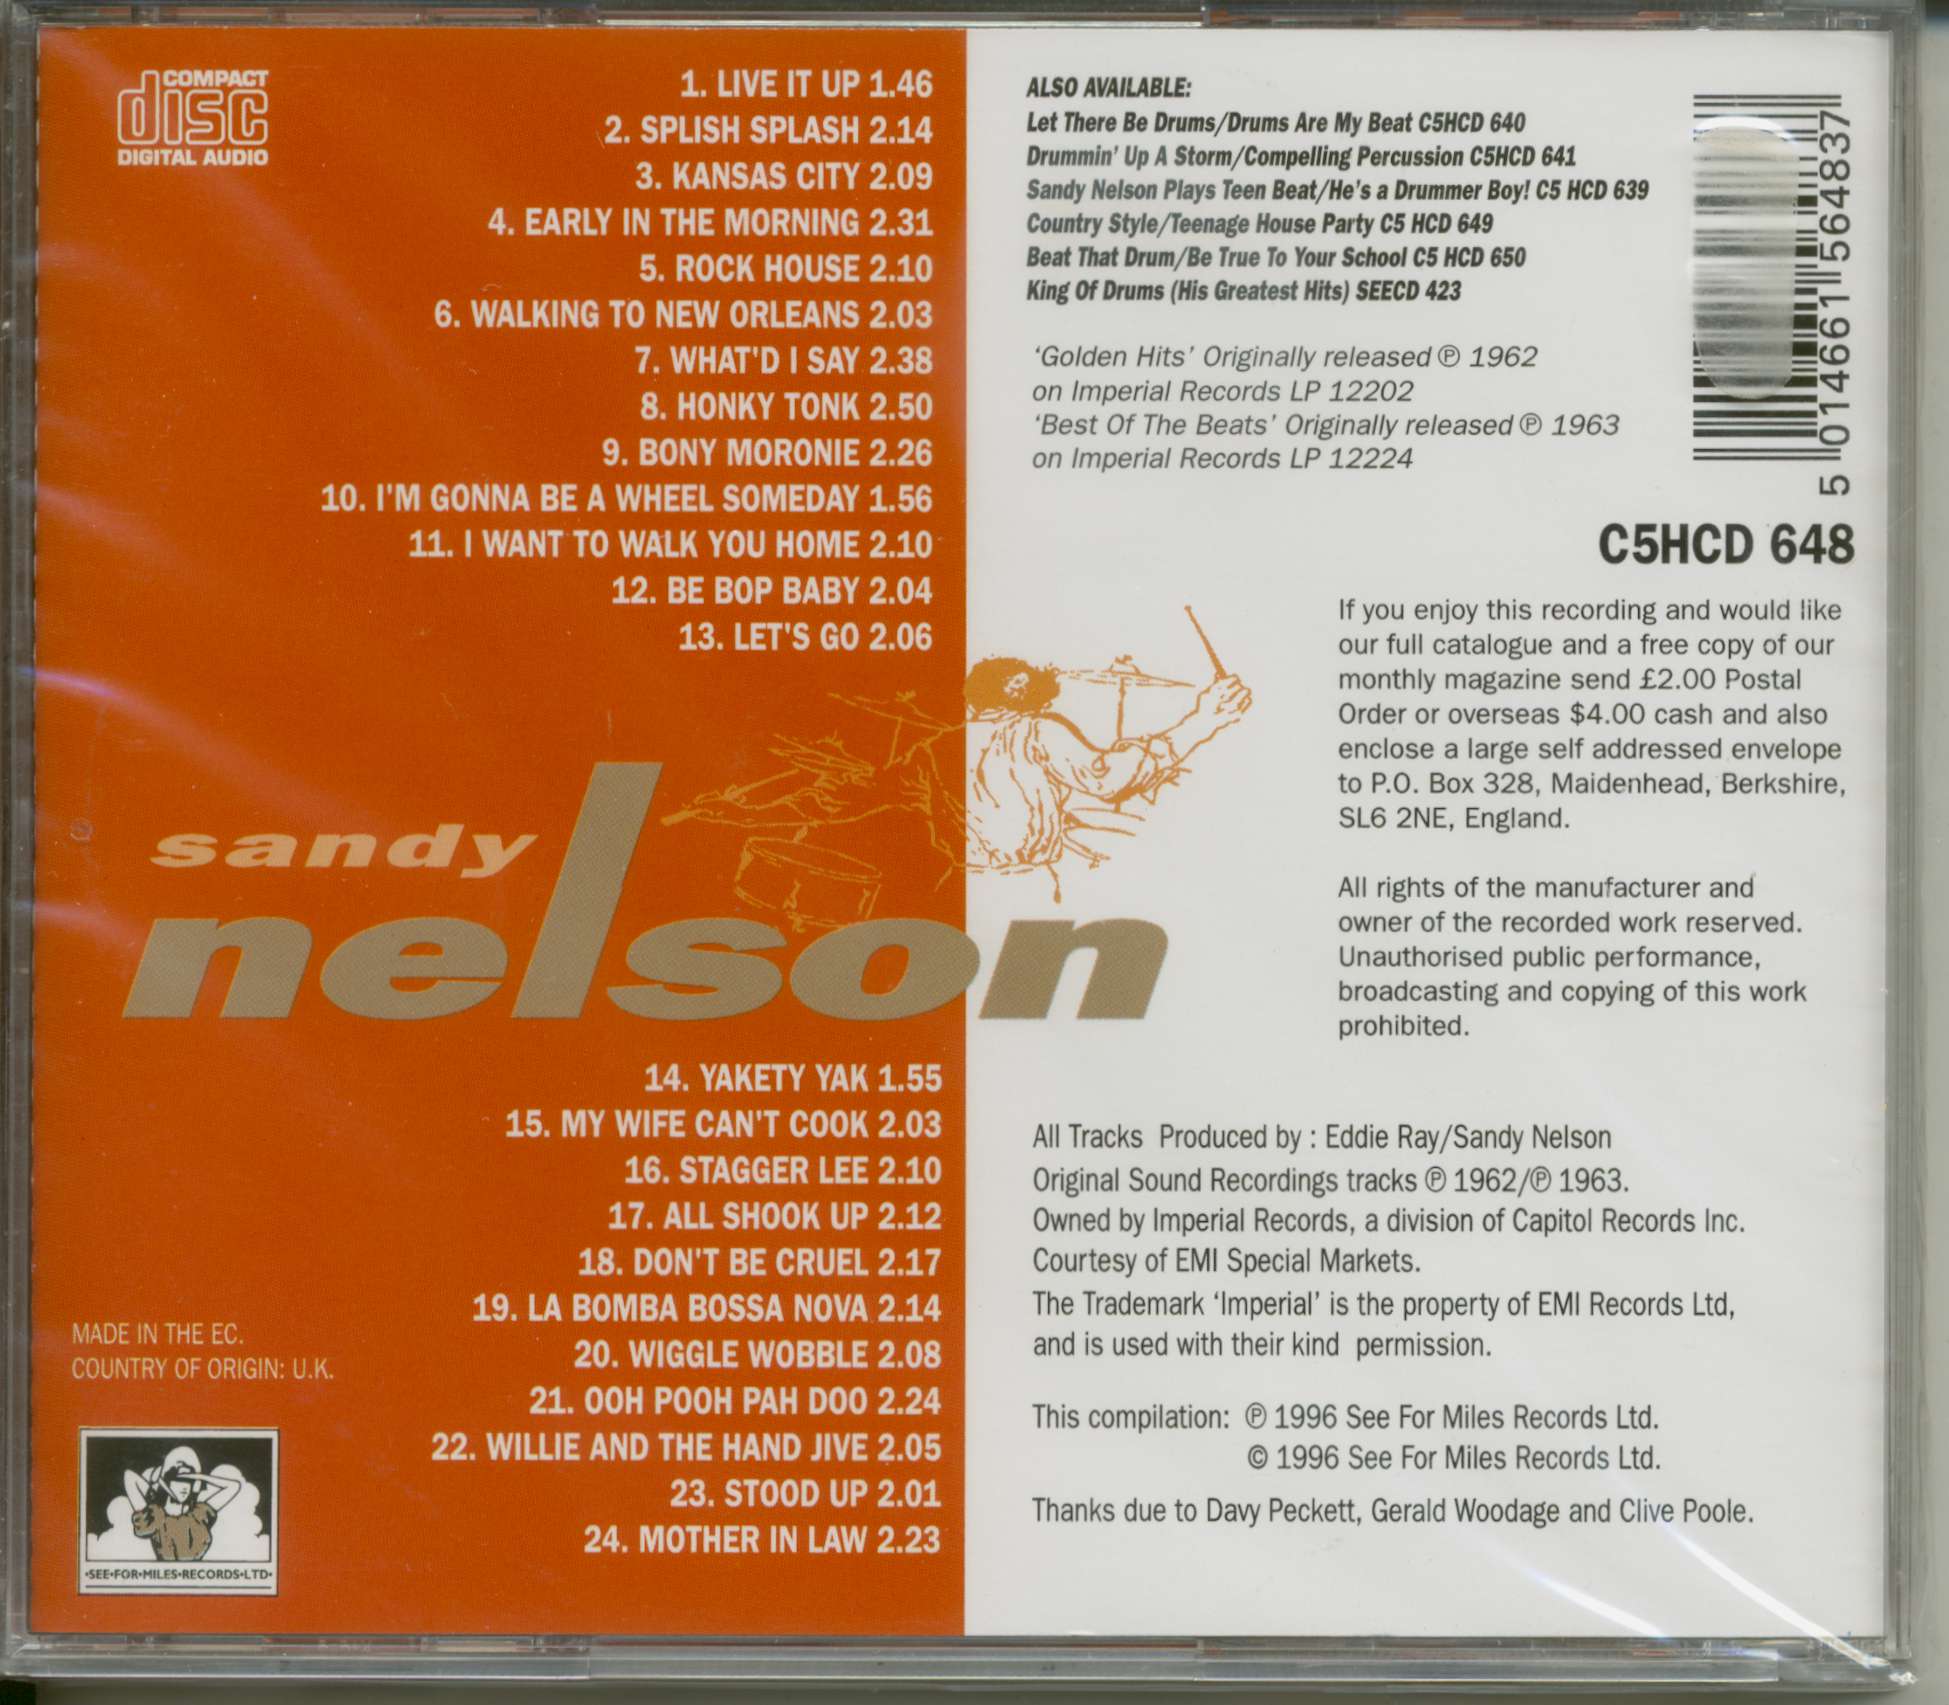 COMPACT
disc
DIGITAL AUDIO
1. LIVE IT UP 1.46
2. SPLISH SPLASH 2.14
3. KANSAS CITY 2.09
4. EARLY IN THE MORNING 2.31
5. ROCK HOUSE 2.10
6. WALKING TO NEW ORLEANS 2.03
7. WHAT'D I SAY 2.38
8. HONKY TONK 2.50
9. BONY MORONIE 2.26
10. I'M GONNA BE A WHEEL SOMEDAY 1.56
11. I WANT TO WALK YOU HOME 2.10
12. BE BOP BABY 2.04
13. LET'S GO 2.06
sandy
nelson
14. YAKETY YAK 1.55
15. MY WIFE CAN'T COOK 2.03
16. STAGGER LEE 2.10
17. ALL SHOOK UP 2.12
18. DON'T BE CRUEL 2.17
19. LA BOMBA BOSSA NOVA 2.14
20. WIGGLE WOBBLE 2.08
21. OOH POOH PAH DOO 2.24
22. WILLIE AND THE HAND JIVE 2.05
23. STOOD UP 2.01
24. MOTHER IN LAW 2.23
MADE IN THE EC.
COUNTRY OF ORIGIN: U.K.
•SEE•FOR•MILES•RECORDS•LTD•
ALSO AVAILABLE:
Let There Be Drums/Drums Are My Beat C5HCD 640
Drummin' Up A Storm/Compelling Percussion C5HCD 641
Sandy Nelson Plays Teen Beat/He's a Drummer Boy! C5 HCD 639
Country Style/Teenage House Party C5 HCD 649
Beat That Drum/Be True To Your School C5 HCD 650
King Of Drums (His Greatest Hits) SEECD 423
‘Golden Hits’ Originally released ℗ 1962
on Imperial Records LP 12202
‘Best Of The Beats’ Originally released ℗ 1963
on Imperial Records LP 12224
5 014661 564837
C5HCD 648
If you enjoy this recording and would like
our full catalogue and a free copy of our
monthly magazine send £2.00 Postal
Order or overseas $4.00 cash and also
enclose a large self addressed envelope
to P.O. Box 328, Maidenhead, Berkshire,
SL6 2NE, England.
All rights of the manufacturer and
owner of the recorded work reserved.
Unauthorised public performance,
broadcasting and copying of this work
prohibited.
All Tracks Produced by : Eddie Ray/Sandy Nelson
Original Sound Recordings tracks ℗ 1962/℗ 1963.
Owned by Imperial Records, a division of Capitol Records Inc.
Courtesy of EMI Special Markets.
The Trademark ‘Imperial’ is the property of EMI Records Ltd,
and is used with their kind permission.
This compilation: ℗ 1996 See For Miles Records Ltd.
© 1996 See For Miles Records Ltd.
Thanks due to Davy Peckett, Gerald Woodage and Clive Poole.